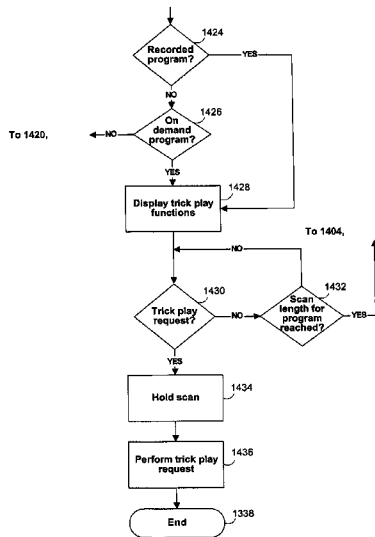 1424
Recorded
program?
YES
NO
1426
On
demand
program?
To 1420,
NO
YES
1428
Display trick play
functions
To 1404,
NO
1430
Trick play
request?
NO
1432
Scan
length for
program
reached?
YES
YES
1434
Hold scan
1436
Perform trick play
request
End
1338